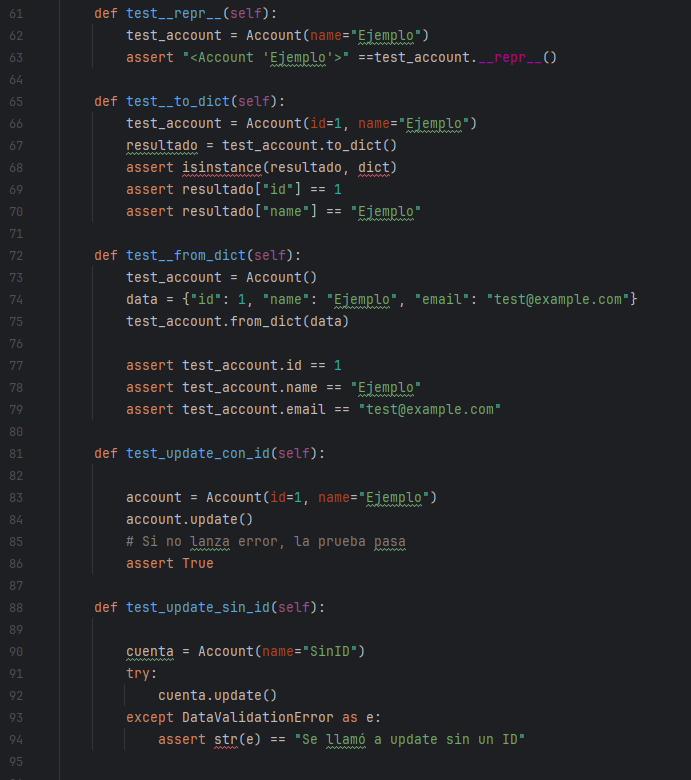 61 def test__repr__(self):
62 test_account = Account(name="Ejemplo")
63 assert "<Account 'Ejemplo'>" ==test_account.__repr__()
64
65 def test__to_dict(self):
66 test_account = Account(id=1, name="Ejemplo")
67 resultado = test_account.to_dict()
68 assert isinstance(resultado, dict)
69 assert resultado["id"] == 1
70 assert resultado["name"] == "Ejemplo"
71
72 def test__from_dict(self):
73 test_account = Account()
74 data = {"id": 1, "name": "Ejemplo", "email": "test@example.com"}
75 test_account.from_dict(data)
76
77 assert test_account.id == 1
78 assert test_account.name == "Ejemplo"
79 assert test_account.email == "test@example.com"
80
81 def test_update_con_id(self):
82
83 account = Account(id=1, name="Ejemplo")
84 account.update()
85 # Si no lanza error, la prueba pasa
86 assert True
87
88 def test_update_sin_id(self):
89
90 cuenta = Account(name="SinID")
91 try:
92 cuenta.update()
93 except DataValidationError as e:
94 assert str(e) == "Se llamó a update sin un ID"
95